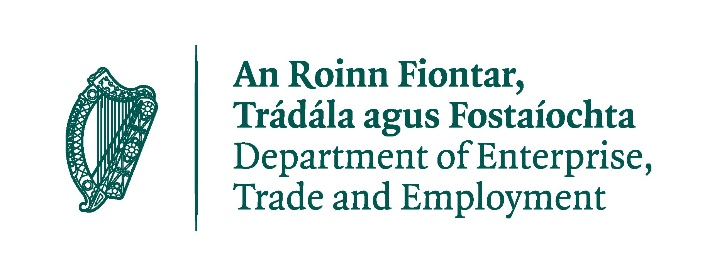 An Roinn Fiontar,
Trádála agus Fostaíochta
Department of Enterprise,
Trade and Employment